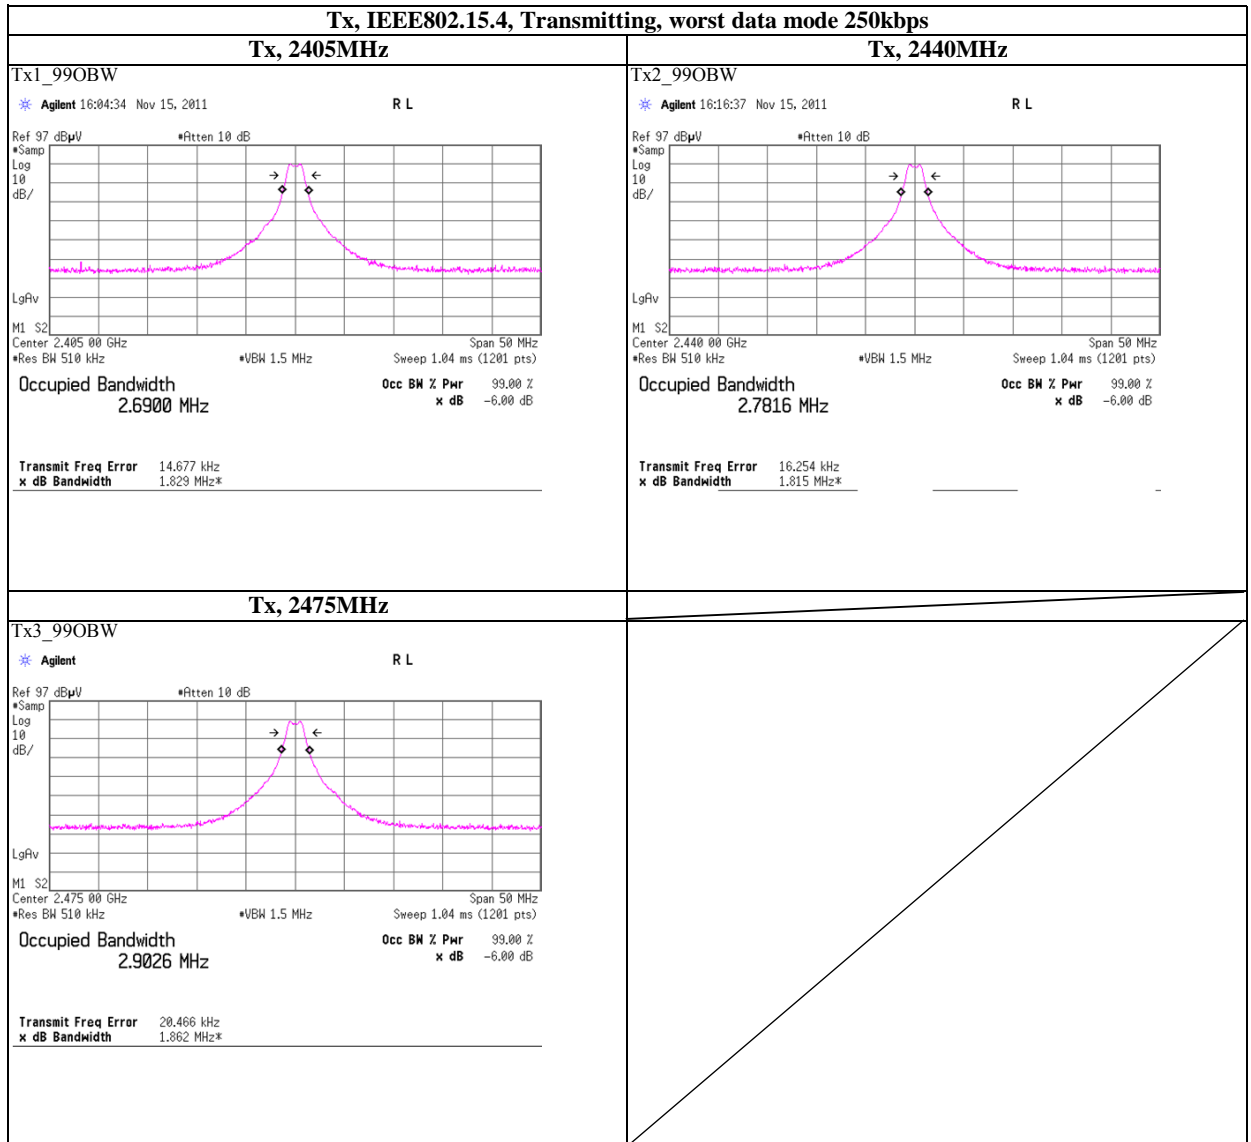 Tx, IEEE802.15.4, Transmitting, worst data mode 250kbps
Tx, 2405MHz
Tx1_99OBW
Agilent 16:04:34 Nov 15, 2011 R L
Ref 97 dBµV #Atten 10 dB
#Samp
Log
10
dB/
LgAv
M1 S2
Center 2.405 00 GHz Span 50 MHz
#Res BW 510 kHz #VBW 1.5 MHz Sweep 1.04 ms (1201 pts)
Occupied Bandwidth Occ BW % Pwr 99.00 %
2.6900 MHz x dB -6.00 dB
Transmit Freq Error 14.677 kHz
x dB Bandwidth 1.829 MHz*
Tx, 2440MHz
Tx2_99OBW
Agilent 16:16:37 Nov 15, 2011 R L
Ref 97 dBµV #Atten 10 dB
#Samp
Log
10
dB/
LgAv
M1 S2
Center 2.440 00 GHz Span 50 MHz
#Res BW 510 kHz #VBW 1.5 MHz Sweep 1.04 ms (1201 pts)
Occupied Bandwidth Occ BW % Pwr 99.00 %
2.7816 MHz x dB -6.00 dB
Transmit Freq Error 16.254 kHz
x dB Bandwidth 1.815 MHz*
Tx, 2475MHz
Tx3_99OBW
Agilent R L
Ref 97 dBµV #Atten 10 dB
#Samp
Log
10
dB/
LgAv
M1 S2
Center 2.475 00 GHz Span 50 MHz
#Res BW 510 kHz #VBW 1.5 MHz Sweep 1.04 ms (1201 pts)
Occupied Bandwidth Occ BW % Pwr 99.00 %
2.9026 MHz x dB -6.00 dB
Transmit Freq Error 20.466 kHz
x dB Bandwidth 1.862 MHz*